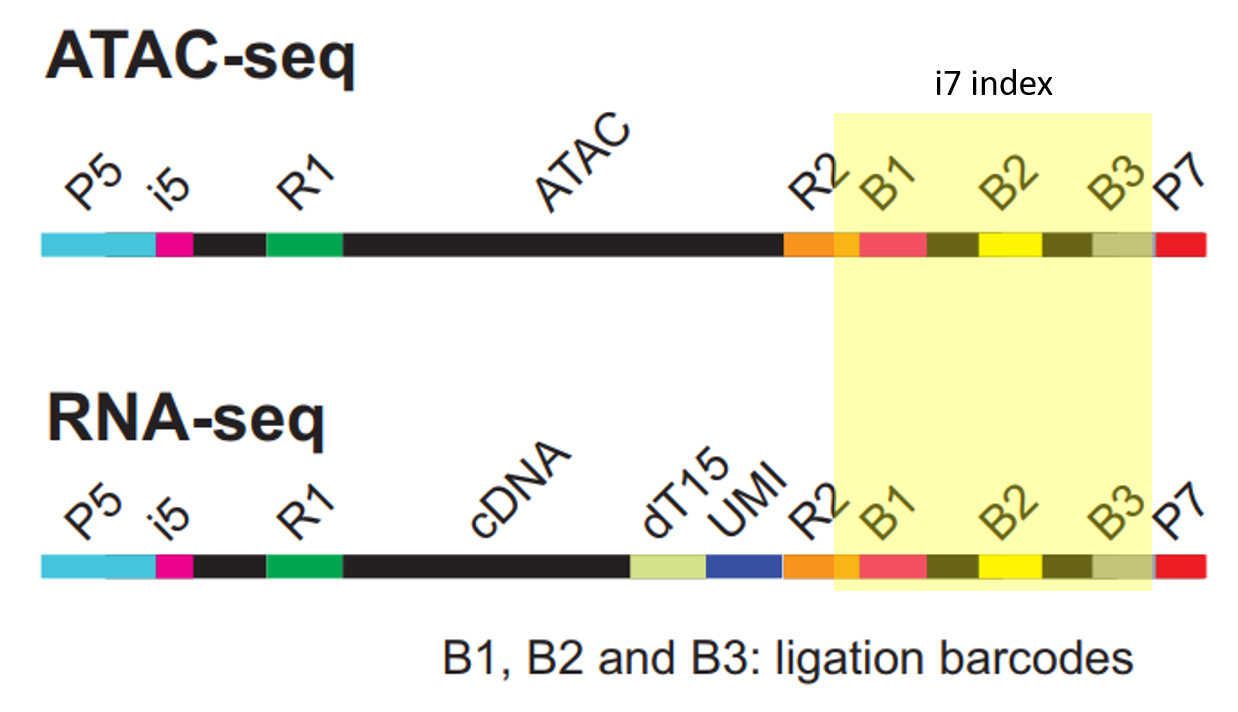 ATAC-seq
i7 index
P5 i5 R1 ATAC R2 B1 B2 B3 P7
RNA-seq
P5 i5 R1 cDNA dT15 UMI R2 B1 B2 B3 P7
B1, B2 and B3: ligation barcodes